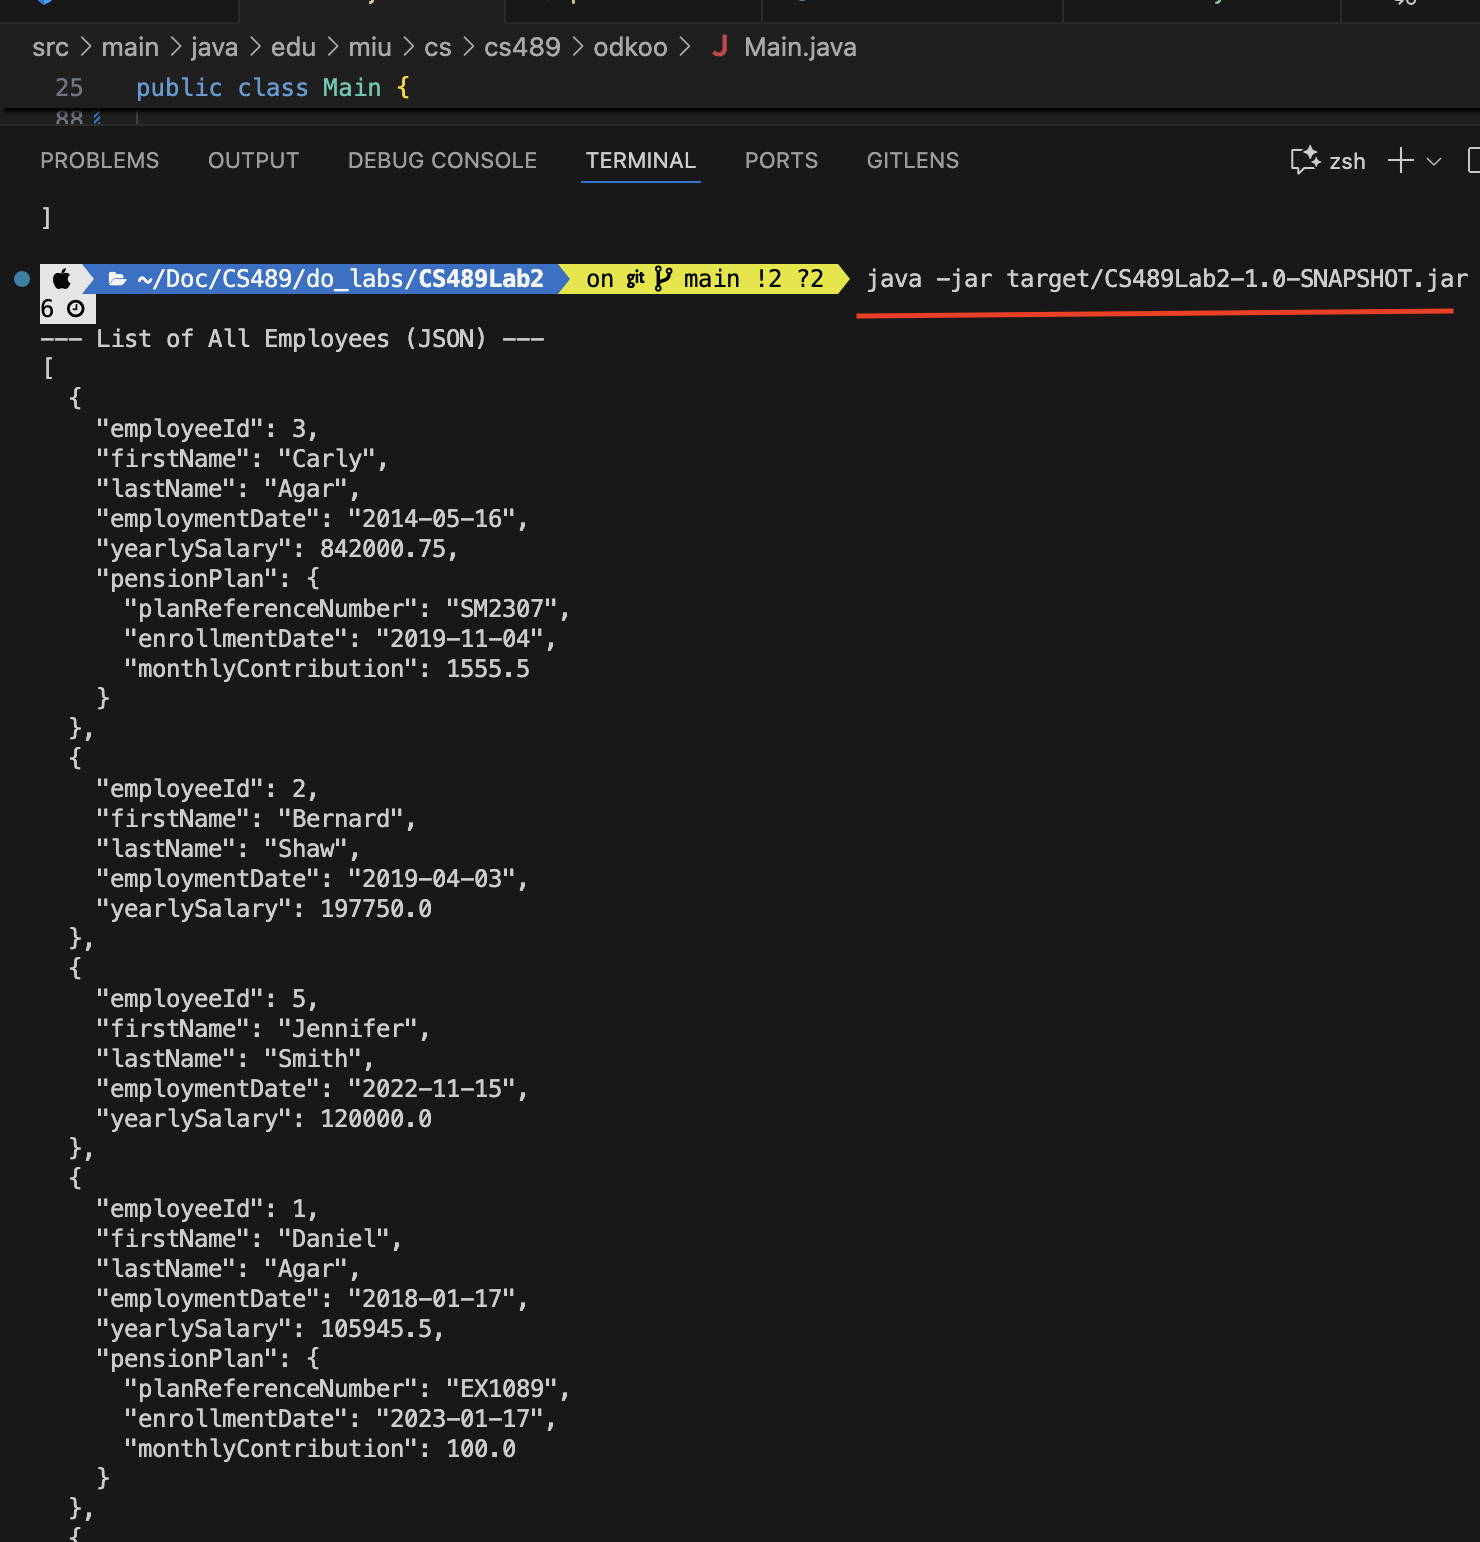 src > main > java > edu > miu > cs > cs489 > odkoo > J Main.java
25 public class Main {
88
PROBLEMS OUTPUT DEBUG CONSOLE TERMINAL PORTS GITLENS zsh
]
~/Doc/CS489/do_labs/CS489Lab2 on git main !2 ?2 java -jar target/CS489Lab2-1.0-SNAPSHOT.jar
6
--- List of All Employees (JSON) ---
[
{
"employeeId": 3,
"firstName": "Carly",
"lastName": "Agar",
"employmentDate": "2014-05-16",
"yearlySalary": 842000.75,
"pensionPlan": {
"planReferenceNumber": "SM2307",
"enrollmentDate": "2019-11-04",
"monthlyContribution": 1555.5
}
},
{
"employeeId": 2,
"firstName": "Bernard",
"lastName": "Shaw",
"employmentDate": "2019-04-03",
"yearlySalary": 197750.0
},
{
"employeeId": 5,
"firstName": "Jennifer",
"lastName": "Smith",
"employmentDate": "2022-11-15",
"yearlySalary": 120000.0
},
{
"employeeId": 1,
"firstName": "Daniel",
"lastName": "Agar",
"employmentDate": "2018-01-17",
"yearlySalary": 105945.5,
"pensionPlan": {
"planReferenceNumber": "EX1089",
"enrollmentDate": "2023-01-17",
"monthlyContribution": 100.0
}
},
{